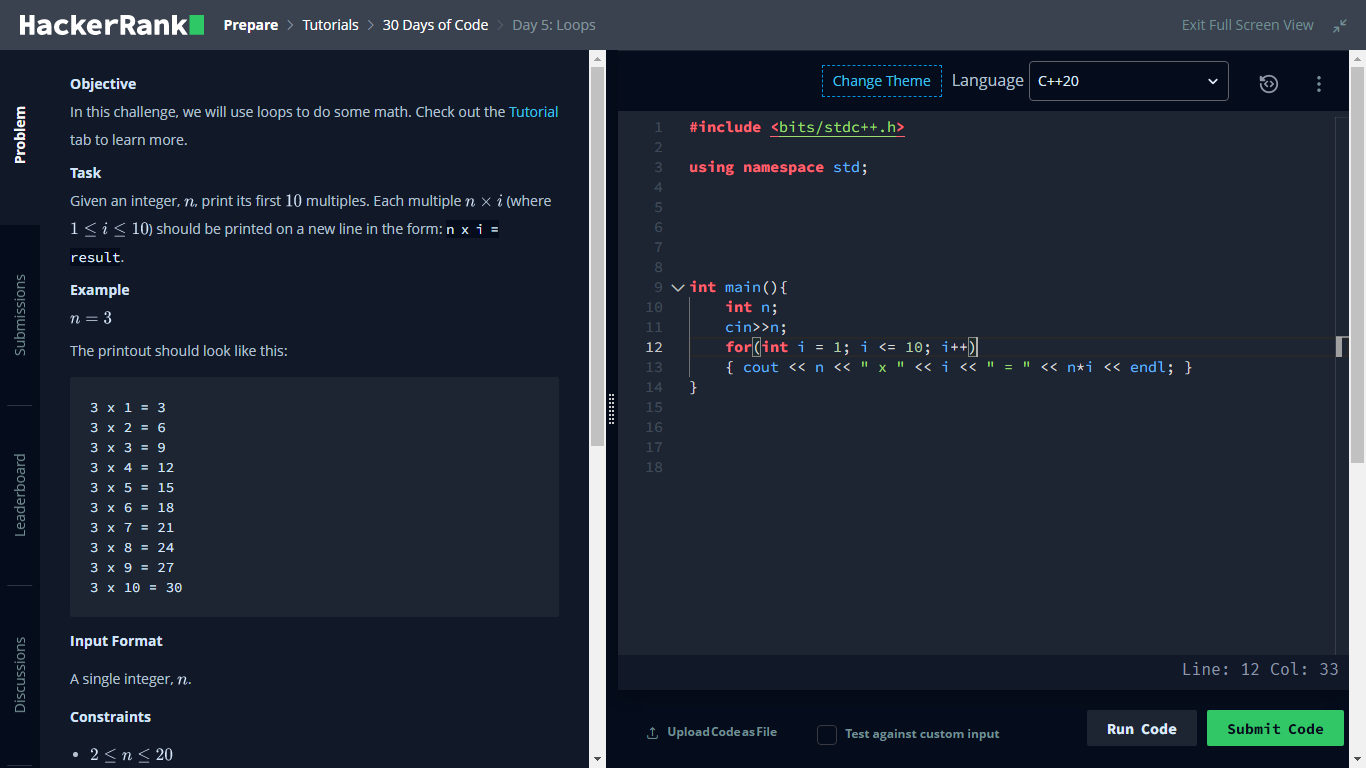 HackerRank Prepare > Tutorials > 30 Days of Code > Day 5: Loops Exit Full Screen View
Problem
Submissions
Leaderboard
Discussions
Objective
In this challenge, we will use loops to do some math. Check out the Tutorial
tab to learn more.
Task
Given an integer, n, print its first 10 multiples. Each multiple n × i (where
1 ≤ i ≤ 10) should be printed on a new line in the form: n x i =
result.
Example
n = 3
The printout should look like this:
3 x 1 = 3
3 x 2 = 6
3 x 3 = 9
3 x 4 = 12
3 x 5 = 15
3 x 6 = 18
3 x 7 = 21
3 x 8 = 24
3 x 9 = 27
3 x 10 = 30
Input Format
A single integer, n.
Constraints
• 2 ≤ n ≤ 20
Change Theme Language C++20
1 #include <bits/stdc++.h>
2
3 using namespace std;
4
5
6
7
8
9 int main(){
10     int n;
11     cin>>n;
12     for(int i = 1; i <= 10; i++)
13     { cout << n << " x " << i << " = " << n*i << endl; }
14 }
15
16
17
18
Line: 12 Col: 33
Upload Code as File Test against custom input Run Code Submit Code